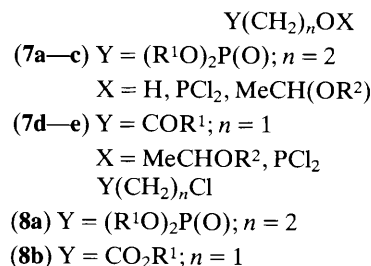 Y(CH₂)ₙOX
(7a—c) Y = (R¹O)₂P(O); n = 2
X = H, PCl₂, MeCH(OR²)
(7d—e) Y = COR¹; n = 1
X = MeCHOR², PCl₂
Y(CH₂)ₙCl
(8a) Y = (R¹O)₂P(O); n = 2
(8b) Y = CO₂R¹; n = 1